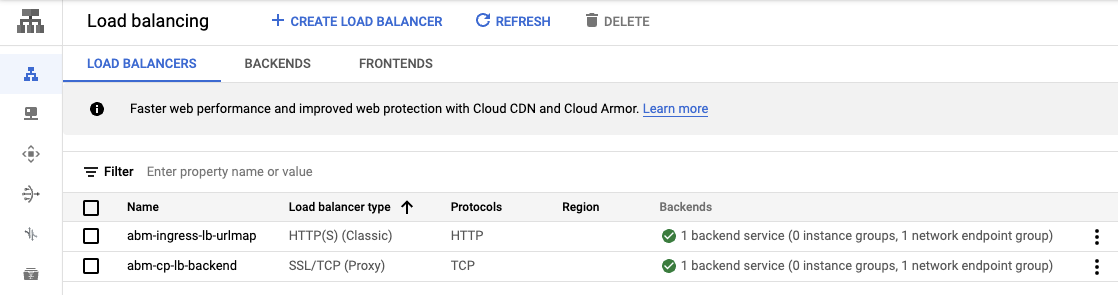 Load balancing CREATE LOAD BALANCER REFRESH DELETE
LOAD BALANCERS BACKENDS FRONTENDS
Faster web performance and improved web protection with Cloud CDN and Cloud Armor. Learn more
Filter Enter property name or value
Name Load balancer type Protocols Region Backends
abm-ingress-lb-urlmap HTTP(S) (Classic) HTTP 1 backend service (0 instance groups, 1 network endpoint group)
abm-cp-lb-backend SSL/TCP (Proxy) TCP 1 backend service (0 instance groups, 1 network endpoint group)